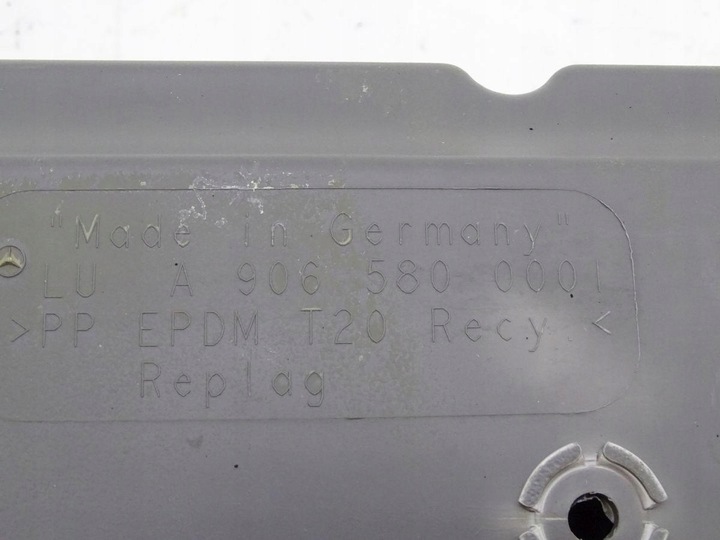 "Made in Germany"
LU A 906 580 0001
>PP EPDM T20 Recy <
Replag